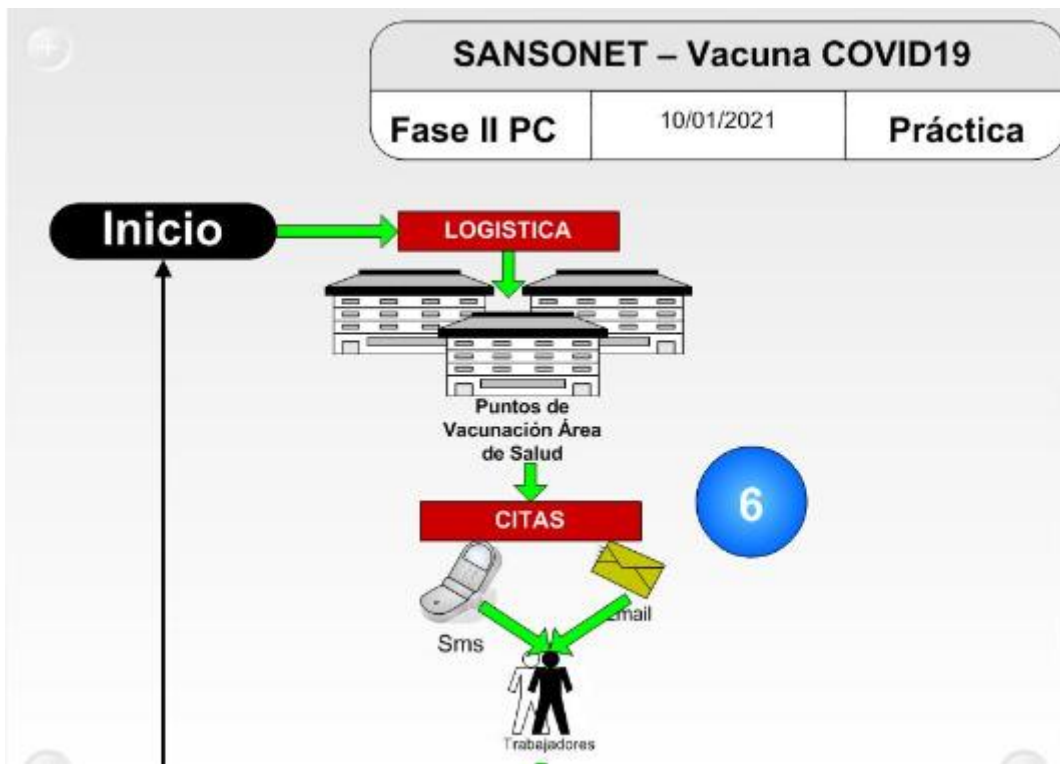 SANSONET – Vacuna COVID19
Fase II PC
10/01/2021
Práctica
Inicio
LOGISTICA
Puntos de
Vacunación Área
de Salud
CITAS
6
Sms
Email
Trabajadores